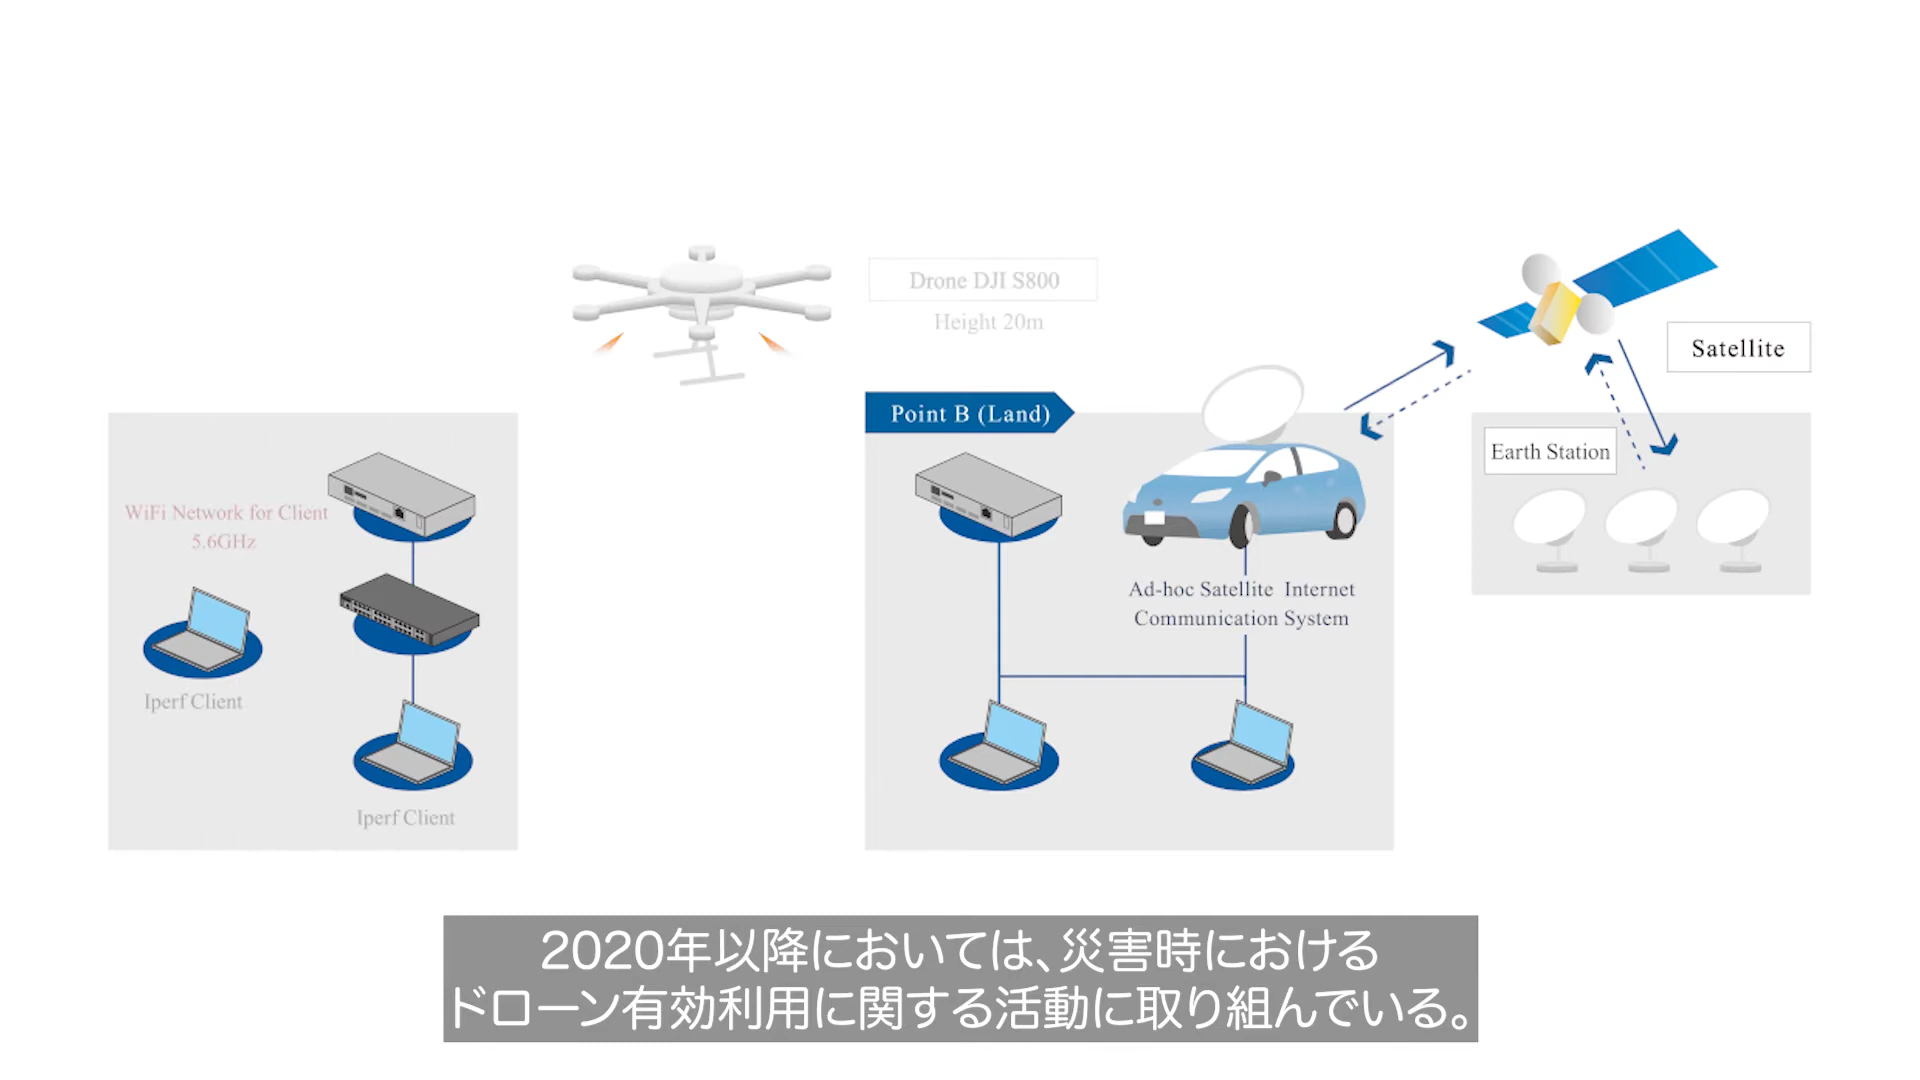 Drone DJI S800
Height 20m
Satellite
Point B (Land)
Earth Station
WiFi Network for Client
5.6GHz
Ad-hoc Satellite Internet
Communication System
Iperf Client
Iperf Client
2020年以降においては、災害時における
ドローン有効利用に関する活動に取り組んでいる。